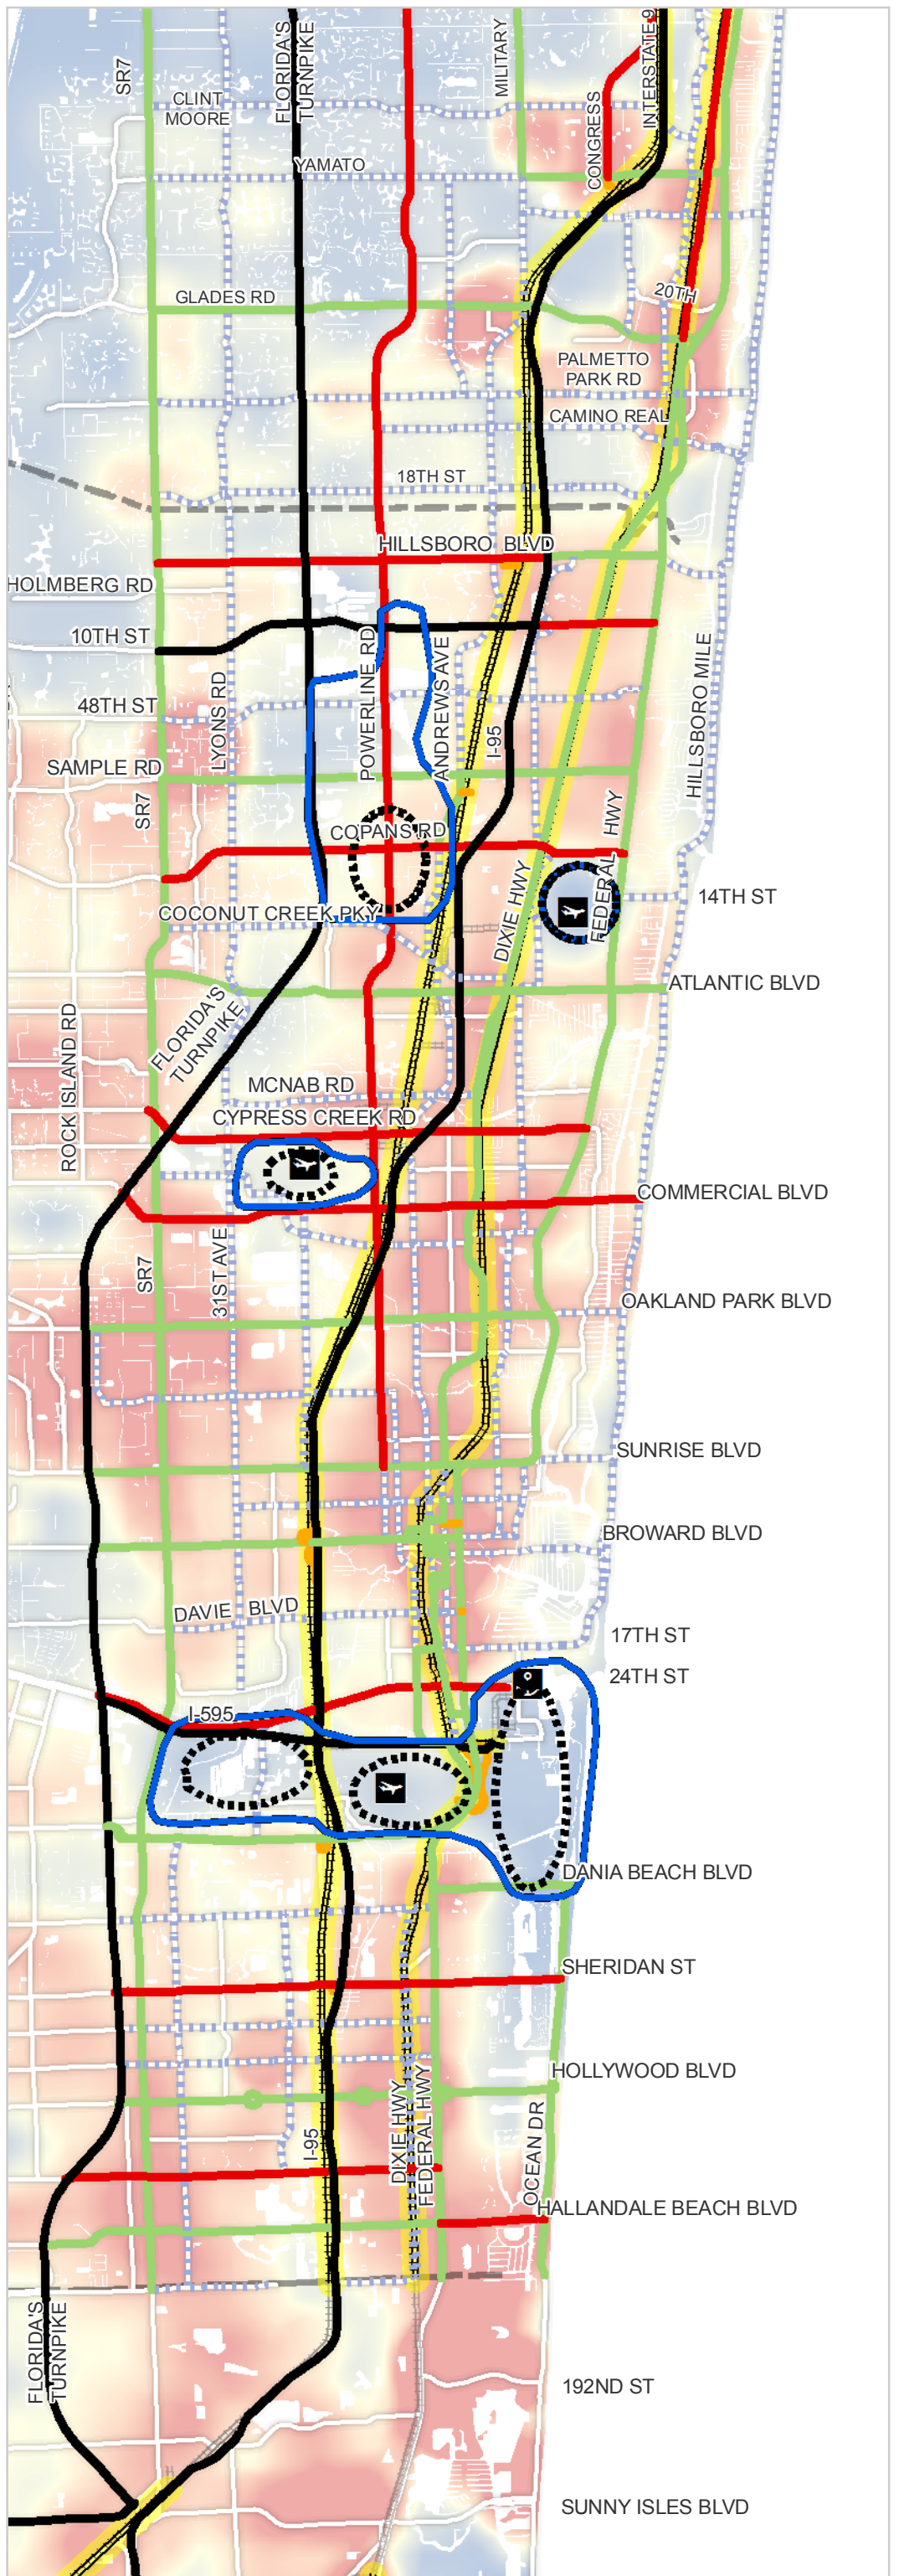 SR7
CLINT
MOORE
FLORIDA'S
TURNPIKE
MILITARY
CONGRESS
INTERSTATE 9
YAMATO
GLADES RD
20TH
PALMETTO
PARK RD
CAMINO REAL
18TH ST
HILLSBORO BLVD
HOLMBERG RD
10TH ST
POWERLINE RD
ANDREWS AVE
HILLSBORO MILE
LYONS RD
48TH ST
I-95
SAMPLE RD
SR7
COPANS RD
HWY
FEDERAL
DIXIE HWY
14TH ST
COCONUT CREEK PKY
ATLANTIC BLVD
FLORIDA'S
TURNPIKE
ROCK ISLAND RD
MCNAB RD
CYPRESS CREEK RD
COMMERCIAL BLVD
SR7
31ST AVE
OAKLAND PARK BLVD
SUNRISE BLVD
BROWARD BLVD
DAVIE BLVD
17TH ST
24TH ST
I-595
DANIA BEACH BLVD
SHERIDAN ST
HOLLYWOOD BLVD
I-95
DIXIE HWY
FEDERAL HWY
OCEAN DR
HALLANDALE BEACH BLVD
FLORIDA'S
TURNPIKE
192ND ST
SUNNY ISLES BLVD